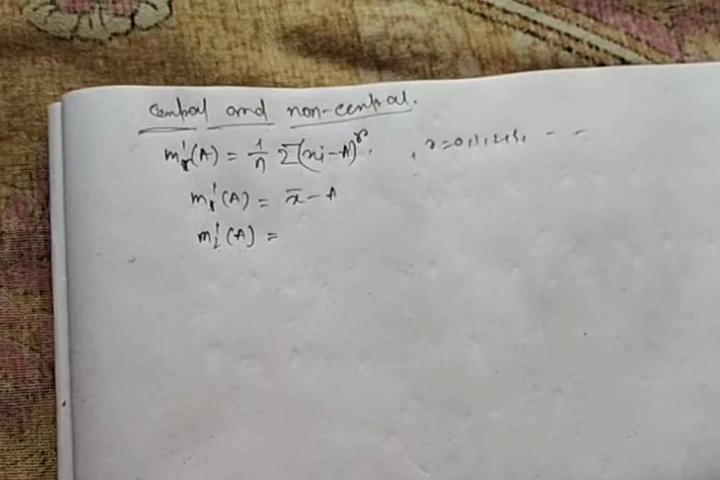 central and non-central.
m'r(A) = 1/n Σ(xi - A)^r. , r=0,1,2,3, - -
m'1(A) = x̄ - A
m'2(A) =